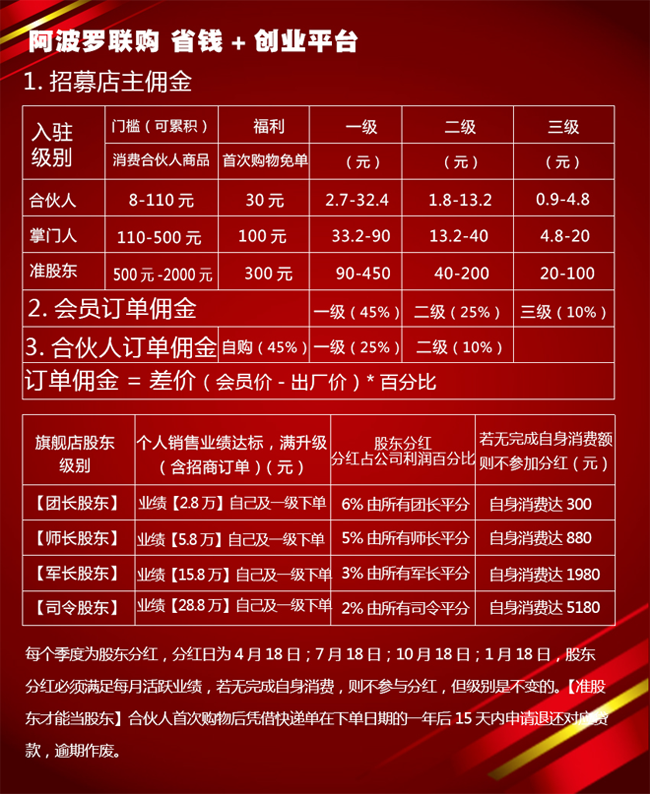 阿波罗联购 省钱 + 创业平台
1. 招募店主佣金
入驻级别 门槛（可累积） 福利 一级 二级 三级
消费合伙人商品 首次购物免单 （元） （元） （元）
合伙人 8-110 元 30 元 2.7-32.4 1.8-13.2 0.9-4.8
掌门人 110-500 元 100 元 33.2-90 13.2-40 4.8-20
准股东 500 元 -2000 元 300 元 90-450 40-200 20-100
2. 会员订单佣金 一级（45%） 二级（25%） 三级（10%）
3. 合伙人订单佣金 自购（45%） 一级（25%） 二级（10%）
订单佣金 = 差价（会员价 - 出厂价）* 百分比
旗舰店股东 个人销售业绩达标，满升级 股东分红 若无完成自身消费额
级别 （含招商订单）（元） 分红占公司利润百分比 则不参加分红（元）
【团长股东】 业绩【2.8 万】自己及一级下单 6% 由所有团长平分 自身消费达 300
【师长股东】 业绩【5.8 万】自己及一级下单 5% 由所有师长平分 自身消费达 880
【军长股东】 业绩【15.8 万】自己及一级下单 3% 由所有军长平分 自身消费达 1980
【司令股东】 业绩【28.8 万】自己及一级下单 2% 由所有司令平分 自身消费达 5180
每个季度为股东分红，分红日为 4 月 18 日；7 月 18 日；10 月 18 日；1 月 18 日，股东
分红必须满足每月活跃业绩，若无完成自身消费，则不参与分红，但级别是不变的。【准股
东才能当股东】合伙人首次购物后凭借快递单在下单日期的一年后 15 天内申请退还对应货
款，逾期作废。